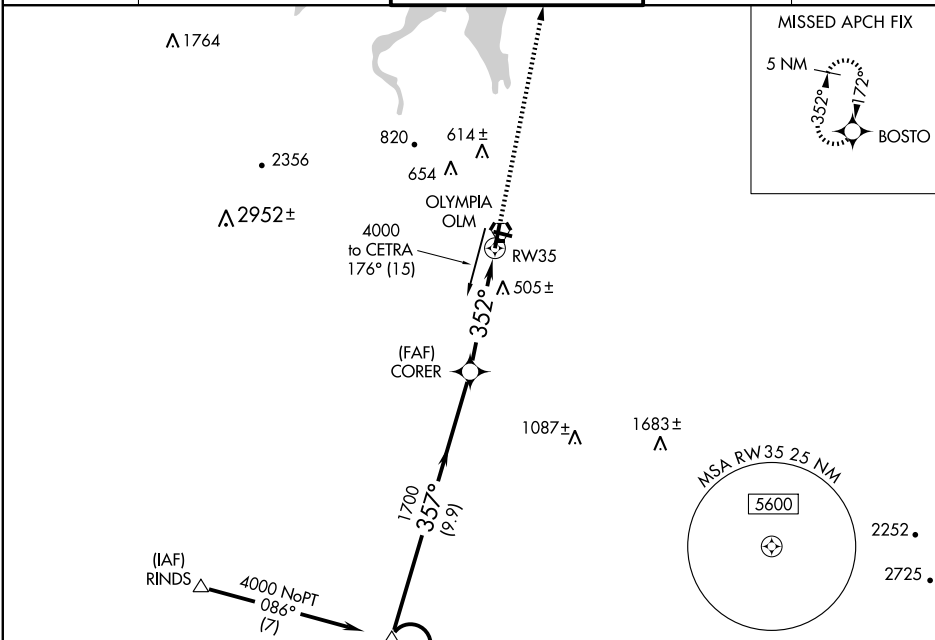 MISSED APCH FIX
5 NM
352°
172°
BOSTO
1764
820
614±
654
2356
2952±
OLYMPIA
OLM
4000
to CETRA
176° (15)
RW35
505±
352°
(FAF)
CORER
1087±
1683±
MSA RW35 25 NM
5600
2252
2725
1700
357°
(9.9)
(IAF)
RINDS
4000 NoPT
086°
(7)